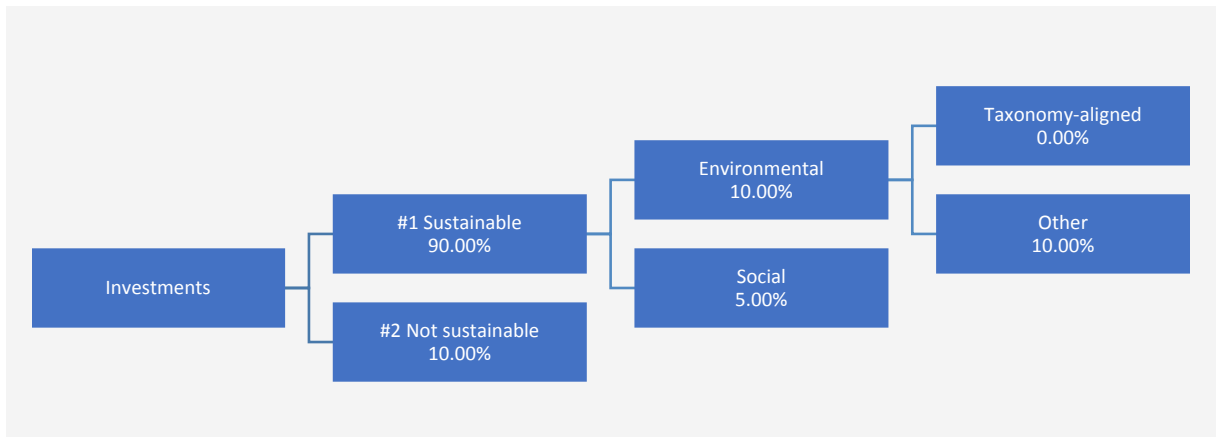 Investments
#1 Sustainable
90.00%
#2 Not sustainable
10.00%
Environmental
10.00%
Social
5.00%
Taxonomy-aligned
0.00%
Other
10.00%